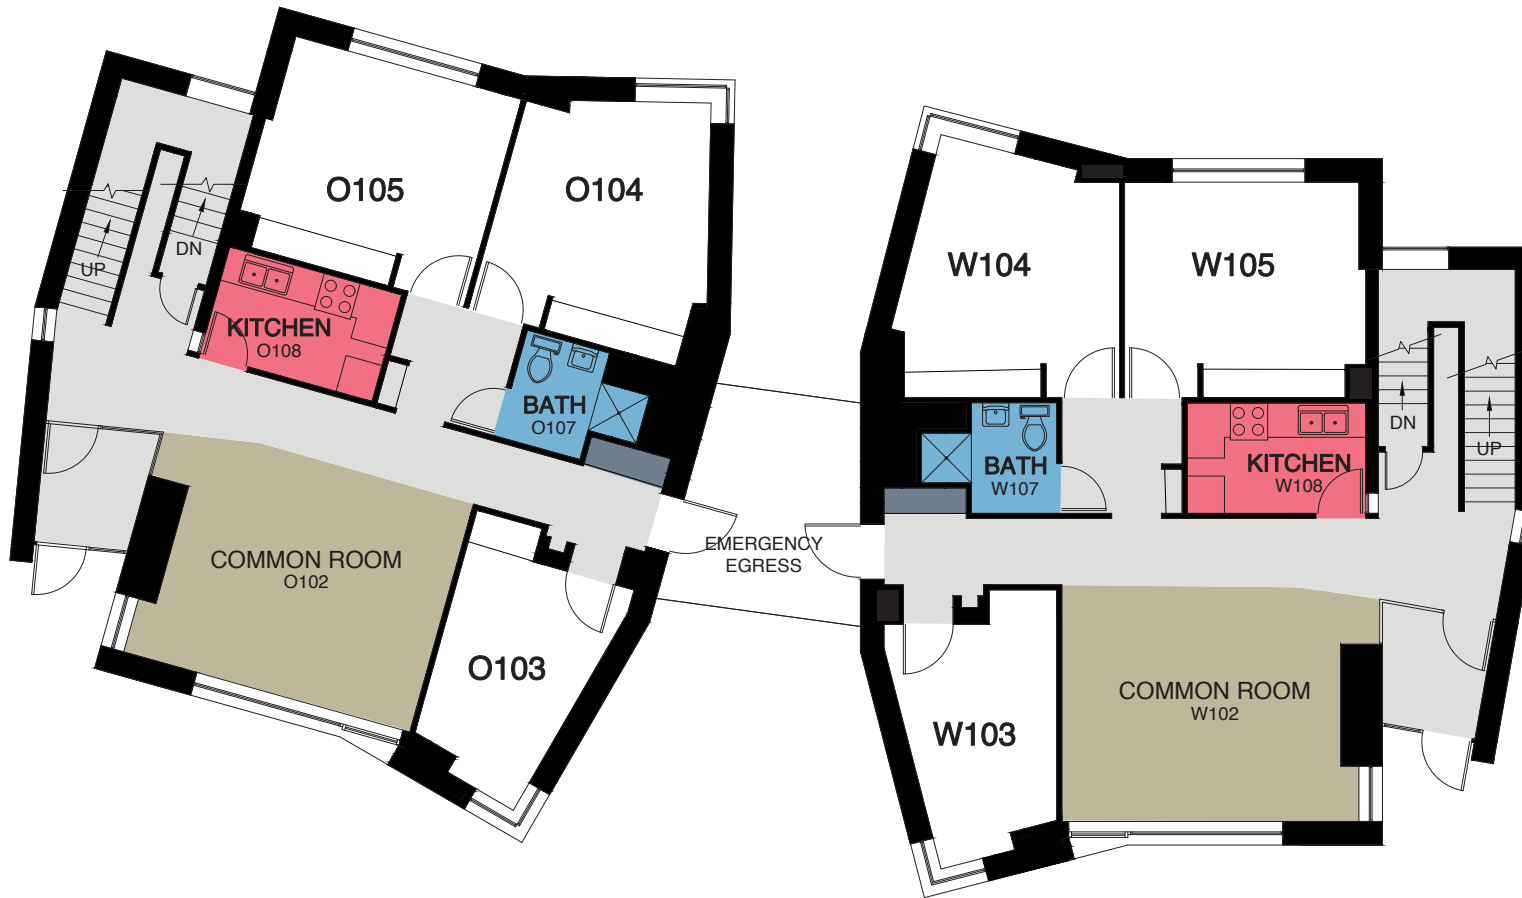 O105
O104
UP
DN
KITCHEN
O108
BATH
O107
COMMON ROOM
O102
O103
EMERGENCY
EGRESS
W104
W105
BATH
W107
KITCHEN
W108
DN
UP
W103
COMMON ROOM
W102